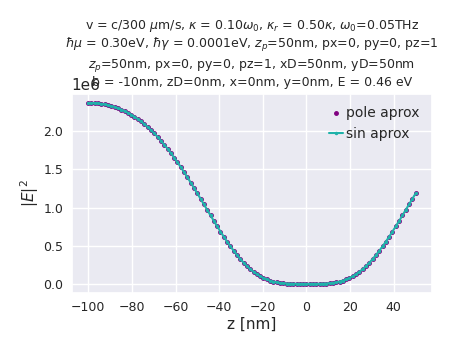 v = c/300 μm/s, κ = 0.10ω₀, κᵣ = 0.50κ, ω₀=0.05THz
ℏμ = 0.30eV, ℏγ = 0.0001eV, zₚ=50nm, px=0, py=0, pz=1
zₚ=50nm, px=0, py=0, pz=1, xD=50nm, yD=50nm
= -10nm, zD=0nm, x=0nm, y=0nm, E = 0.46 eV
1e6
pole aprox
sin aprox
2.0
1.5
1.0
0.5
0.0
|E|²
−100 −80 −60 −40 −20 0 20 40
z [nm]